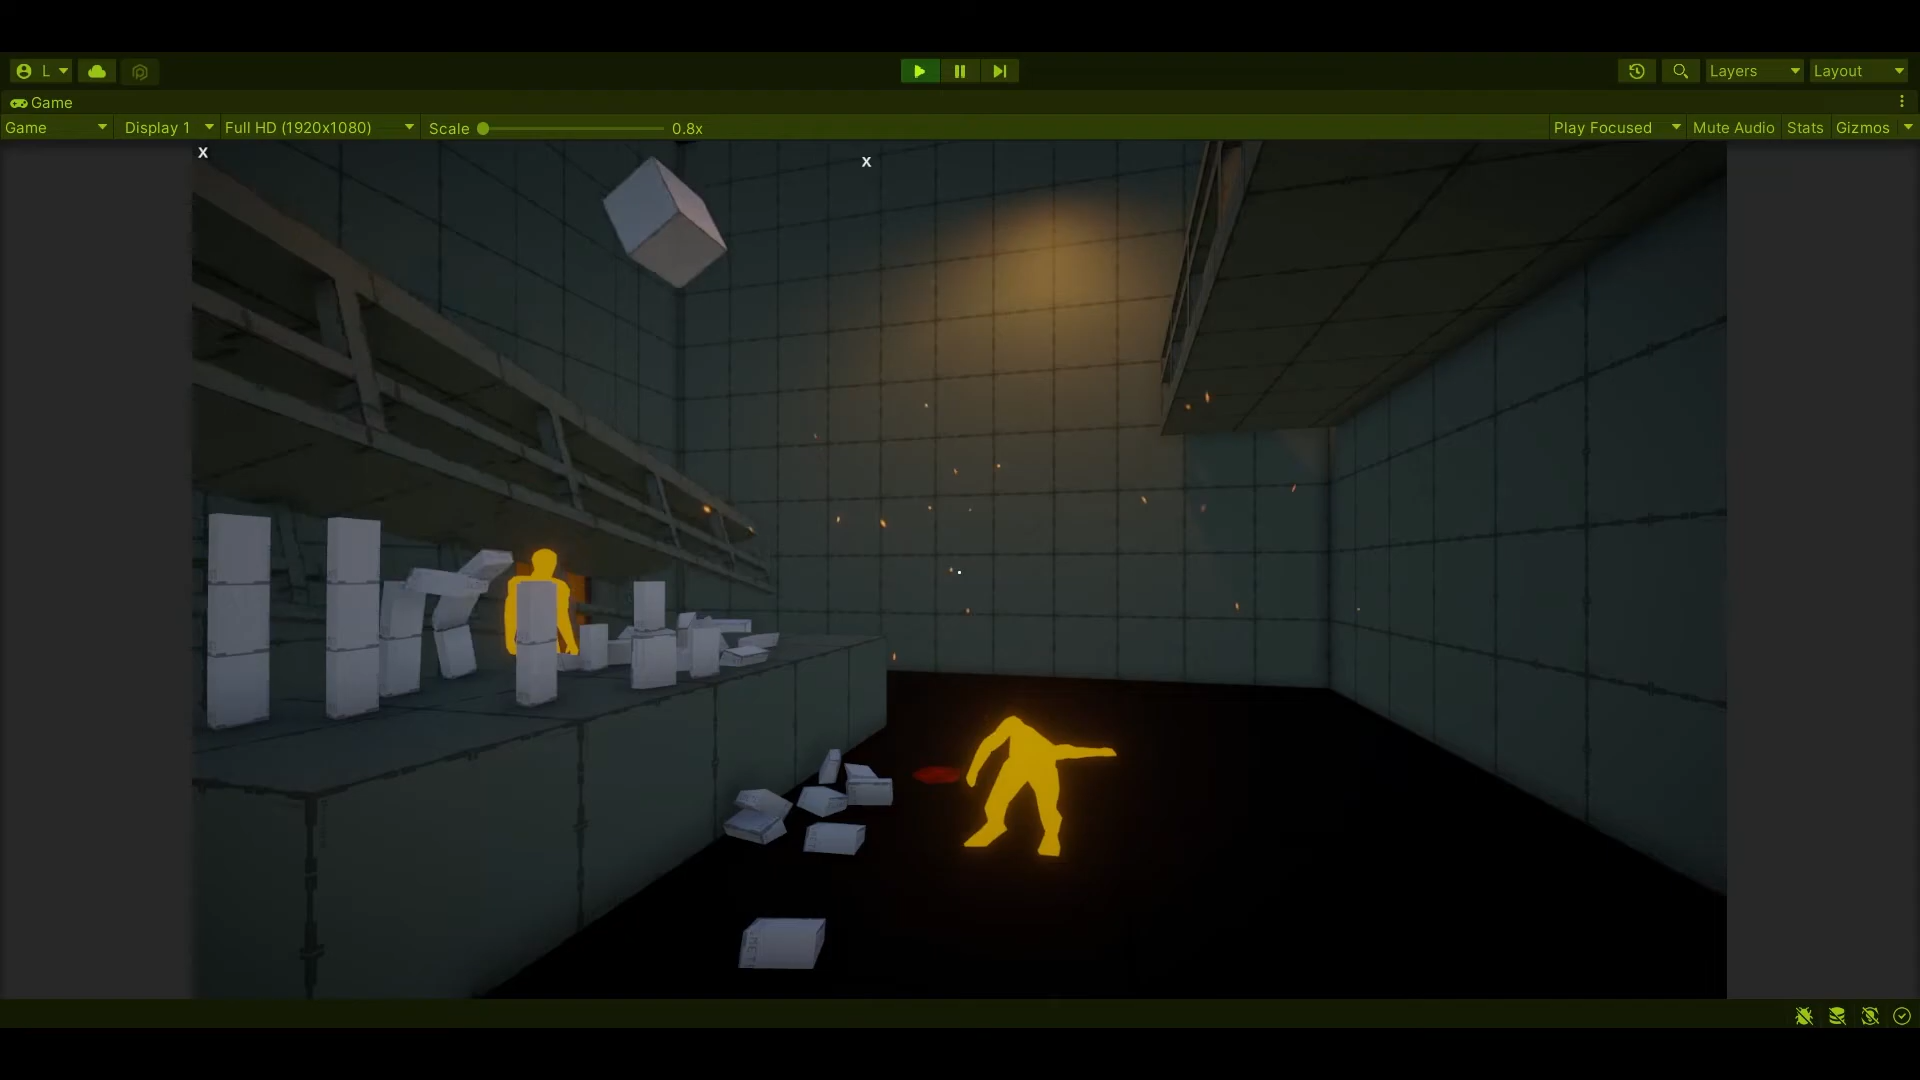 L
Layers
Layout
Game
Game
Display 1
Full HD (1920x1080)
Scale
0.8x
Play Focused
Mute Audio
Stats
Gizmos
X
X